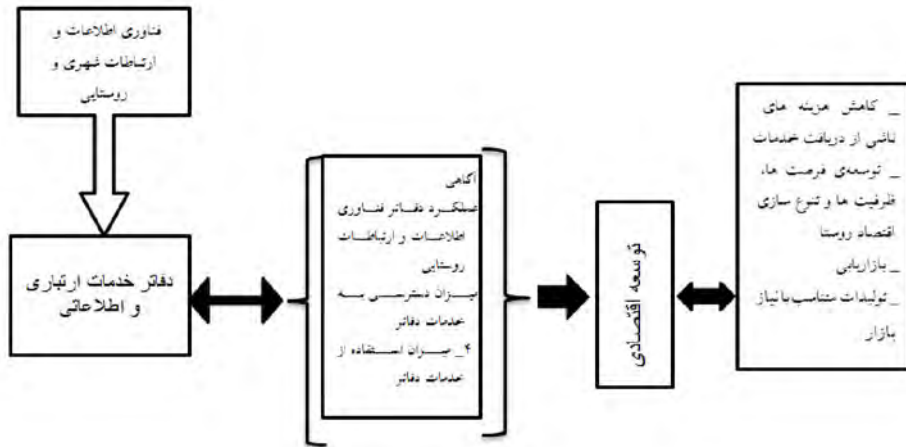 فناوری اطلاعات و
ارتباطات شهری و
روستایی
دفاتر خدمات ارتباری
و اطلاعاتی
آگاهی
عملکرد دفاتر فناوری
اطلاعات و ارتباطات
روستایی
میزان دسترسی به
خدمات دفاتر
۴_ میزان استفاده از
خدمات دفاتر
توسعه اقتصادی
_ کاهش هزینه های
ناشی از دریافت خدمات
_ توسعه‌ی فرصت ها،
ظرفیت ها و تنوع سازی
اقتصاد روستا
_ بازاریابی
_ تولیدات متناسب با نیاز
بازار